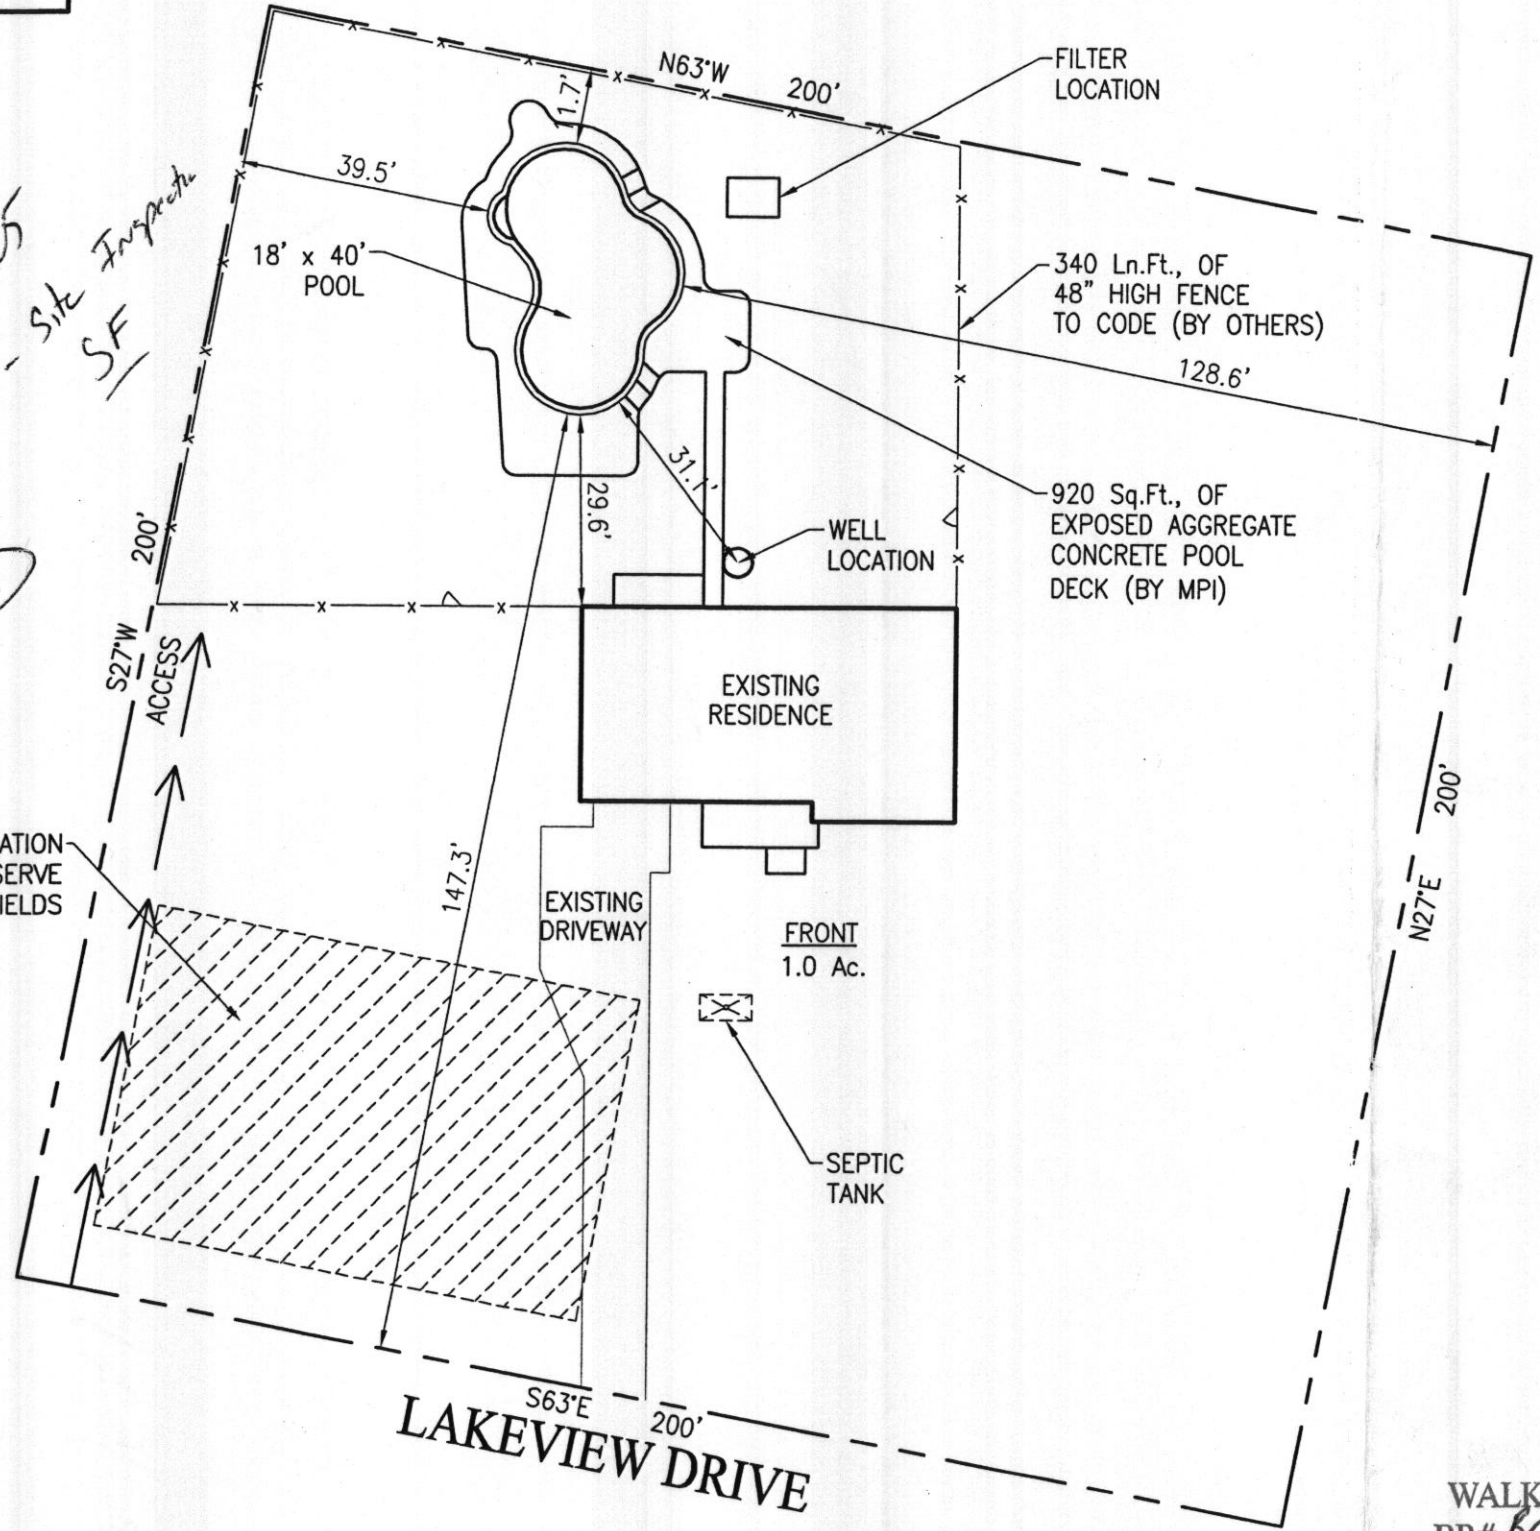 N63°W
200'
FILTER
LOCATION
39.5'
18' x 40'
POOL
Site Inspection
SF
340 Ln.Ft., OF
48" HIGH FENCE
TO CODE (BY OTHERS)
128.6'
31.1'
29.6'
920 Sq.Ft., OF
EXPOSED AGGREGATE
CONCRETE POOL
DECK (BY MPI)
WELL
LOCATION
200'
S27°W
ACCESS
EXISTING
RESIDENCE
200'
N27°E
ATION
SERVE
IELDS
147.3'
EXISTING
DRIVEWAY
FRONT
1.0 Ac.
SEPTIC
TANK
S63°E
200'
LAKEVIEW DRIVE
WALK